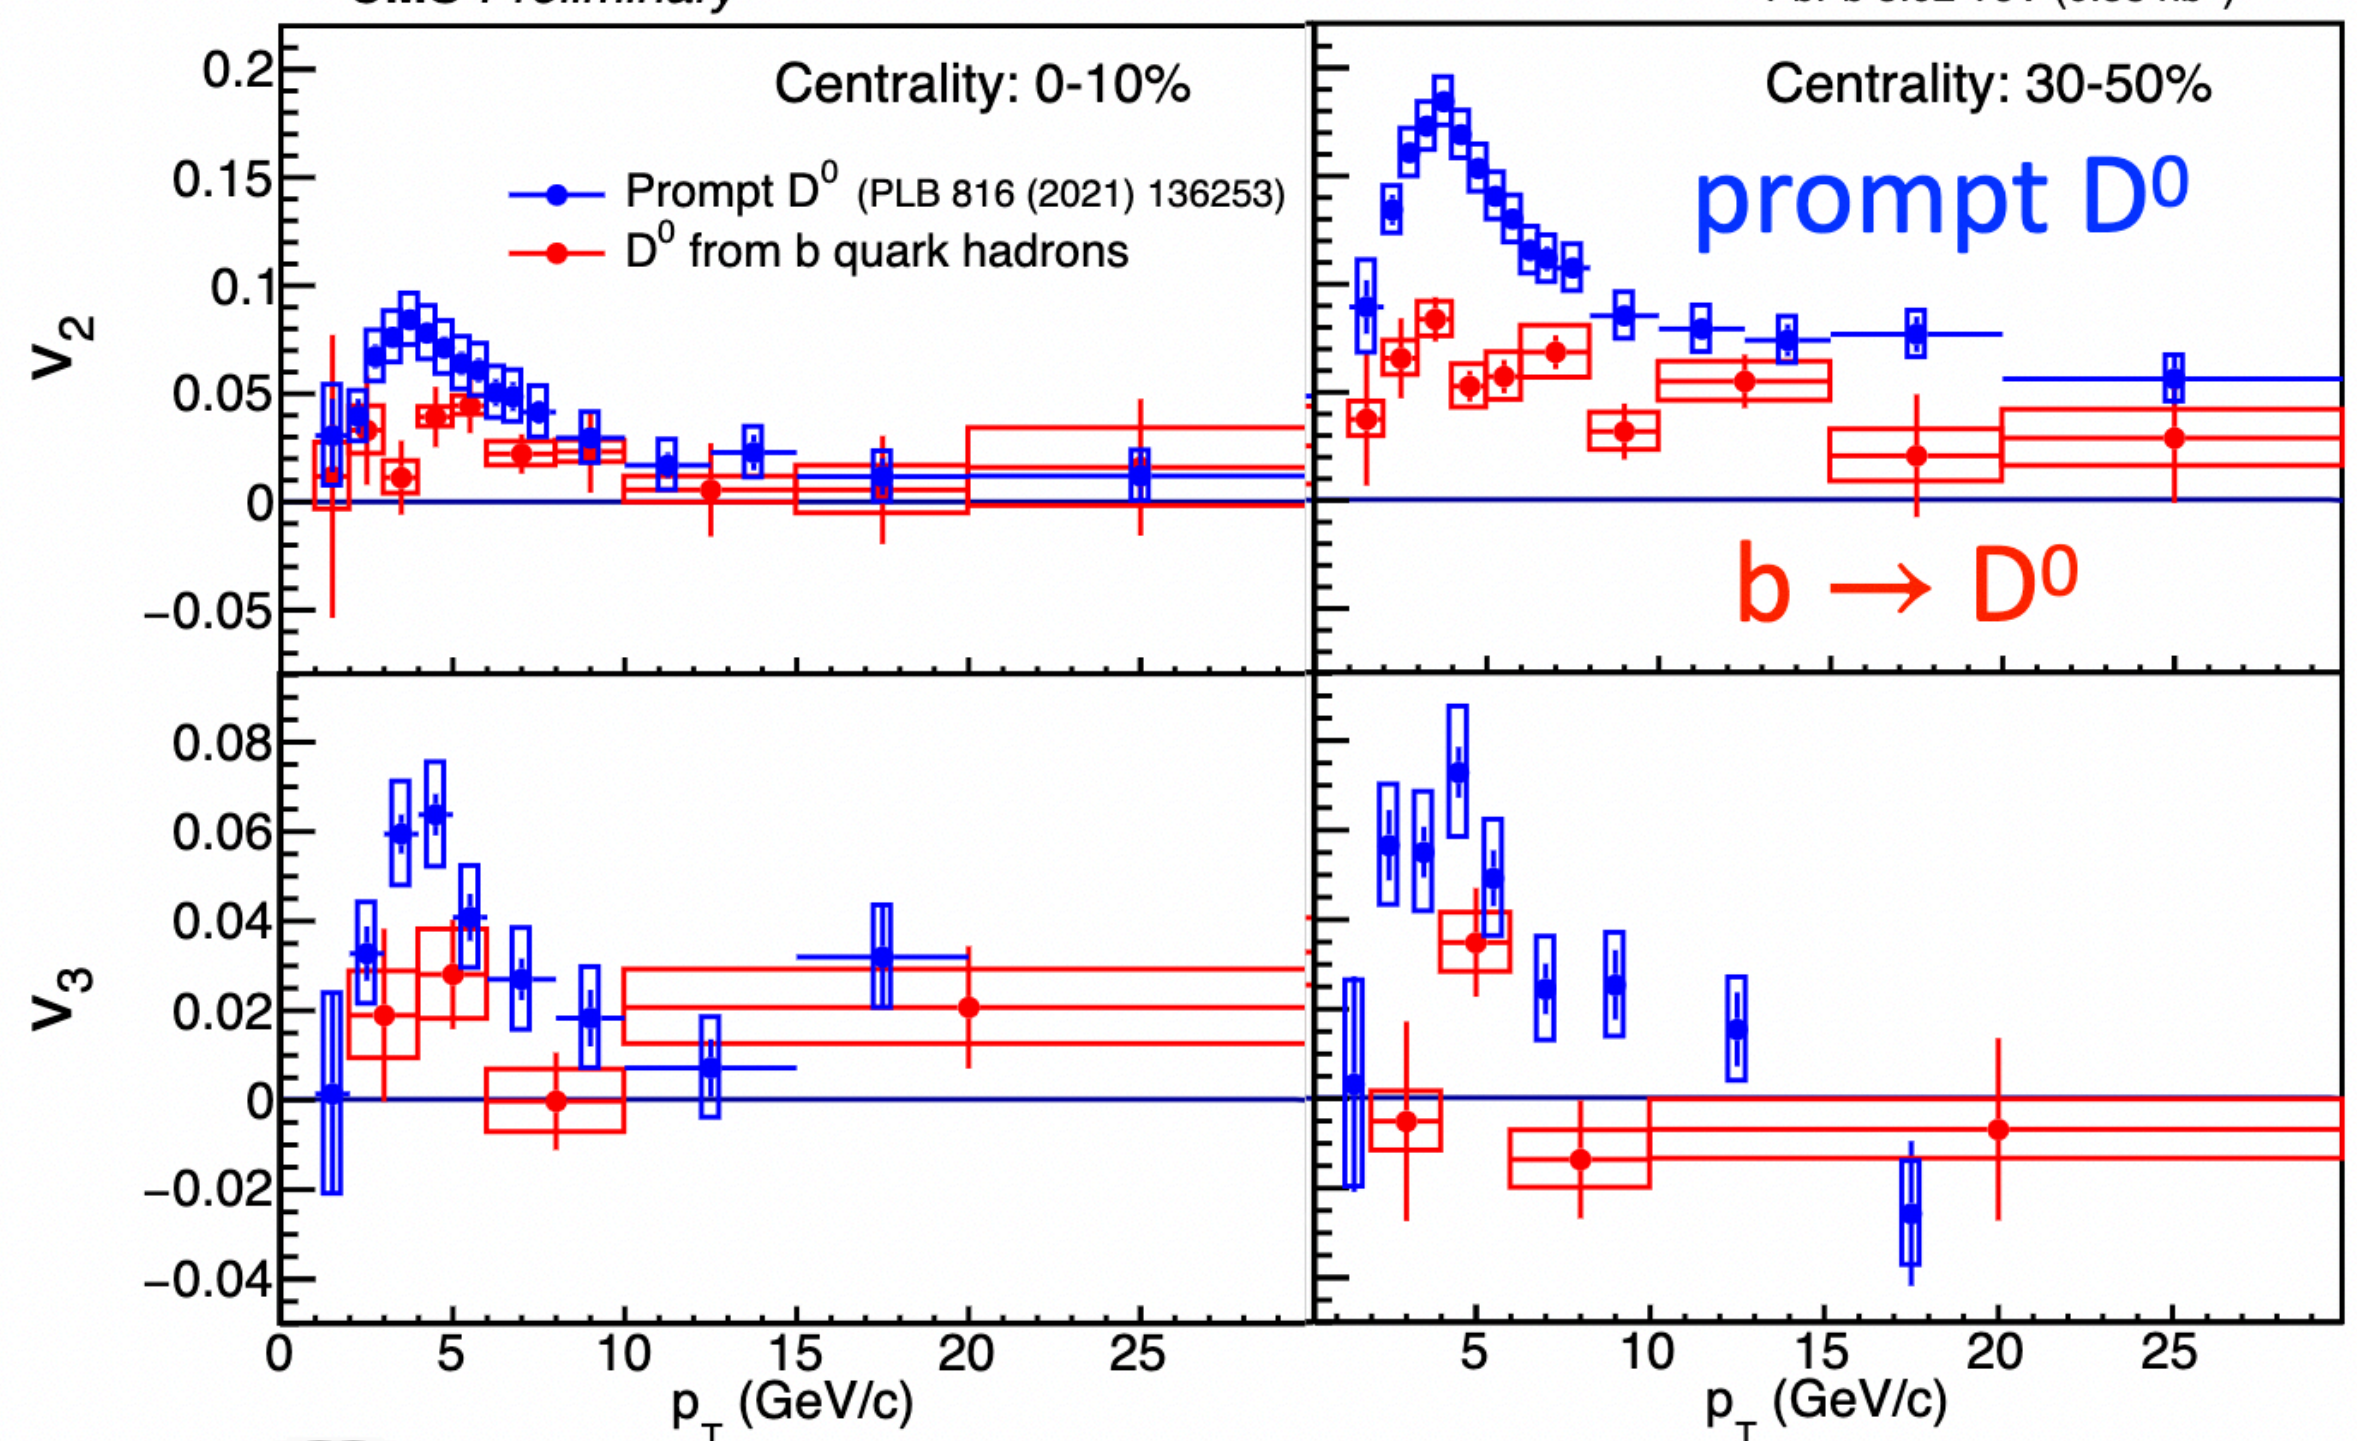 Preliminary
Centrality: 0-10%
Centrality: 30-50%
Prompt D⁰ (PLB 816 (2021) 136253)
D⁰ from b quark hadrons
prompt D⁰
b → D⁰
v₂
0.2
0.15
0.1
0.05
0
−0.05
v₃
0.08
0.06
0.04
0.02
0
−0.02
−0.04
0 5 10 15 20 25
5 10 15 20 25
p_T (GeV/c)
p_T (GeV/c)